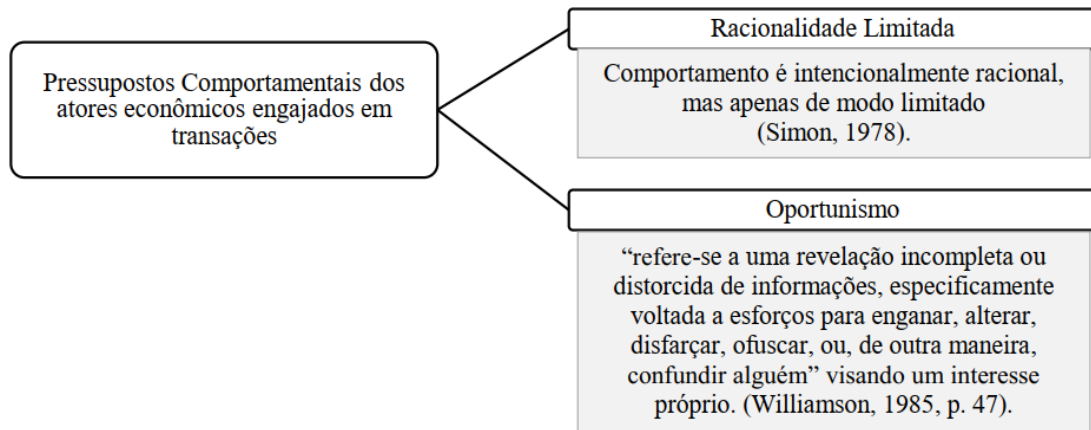 Pressupostos Comportamentais dos
atores econômicos engajados em
transações
Racionalidade Limitada
Comportamento é intencionalmente racional,
mas apenas de modo limitado
(Simon, 1978).
Oportunismo
“refere-se a uma revelação incompleta ou
distorcida de informações, especificamente
voltada a esforços para enganar, alterar,
disfarçar, ofuscar, ou, de outra maneira,
confundir alguém” visando um interesse
próprio. (Williamson, 1985, p. 47).